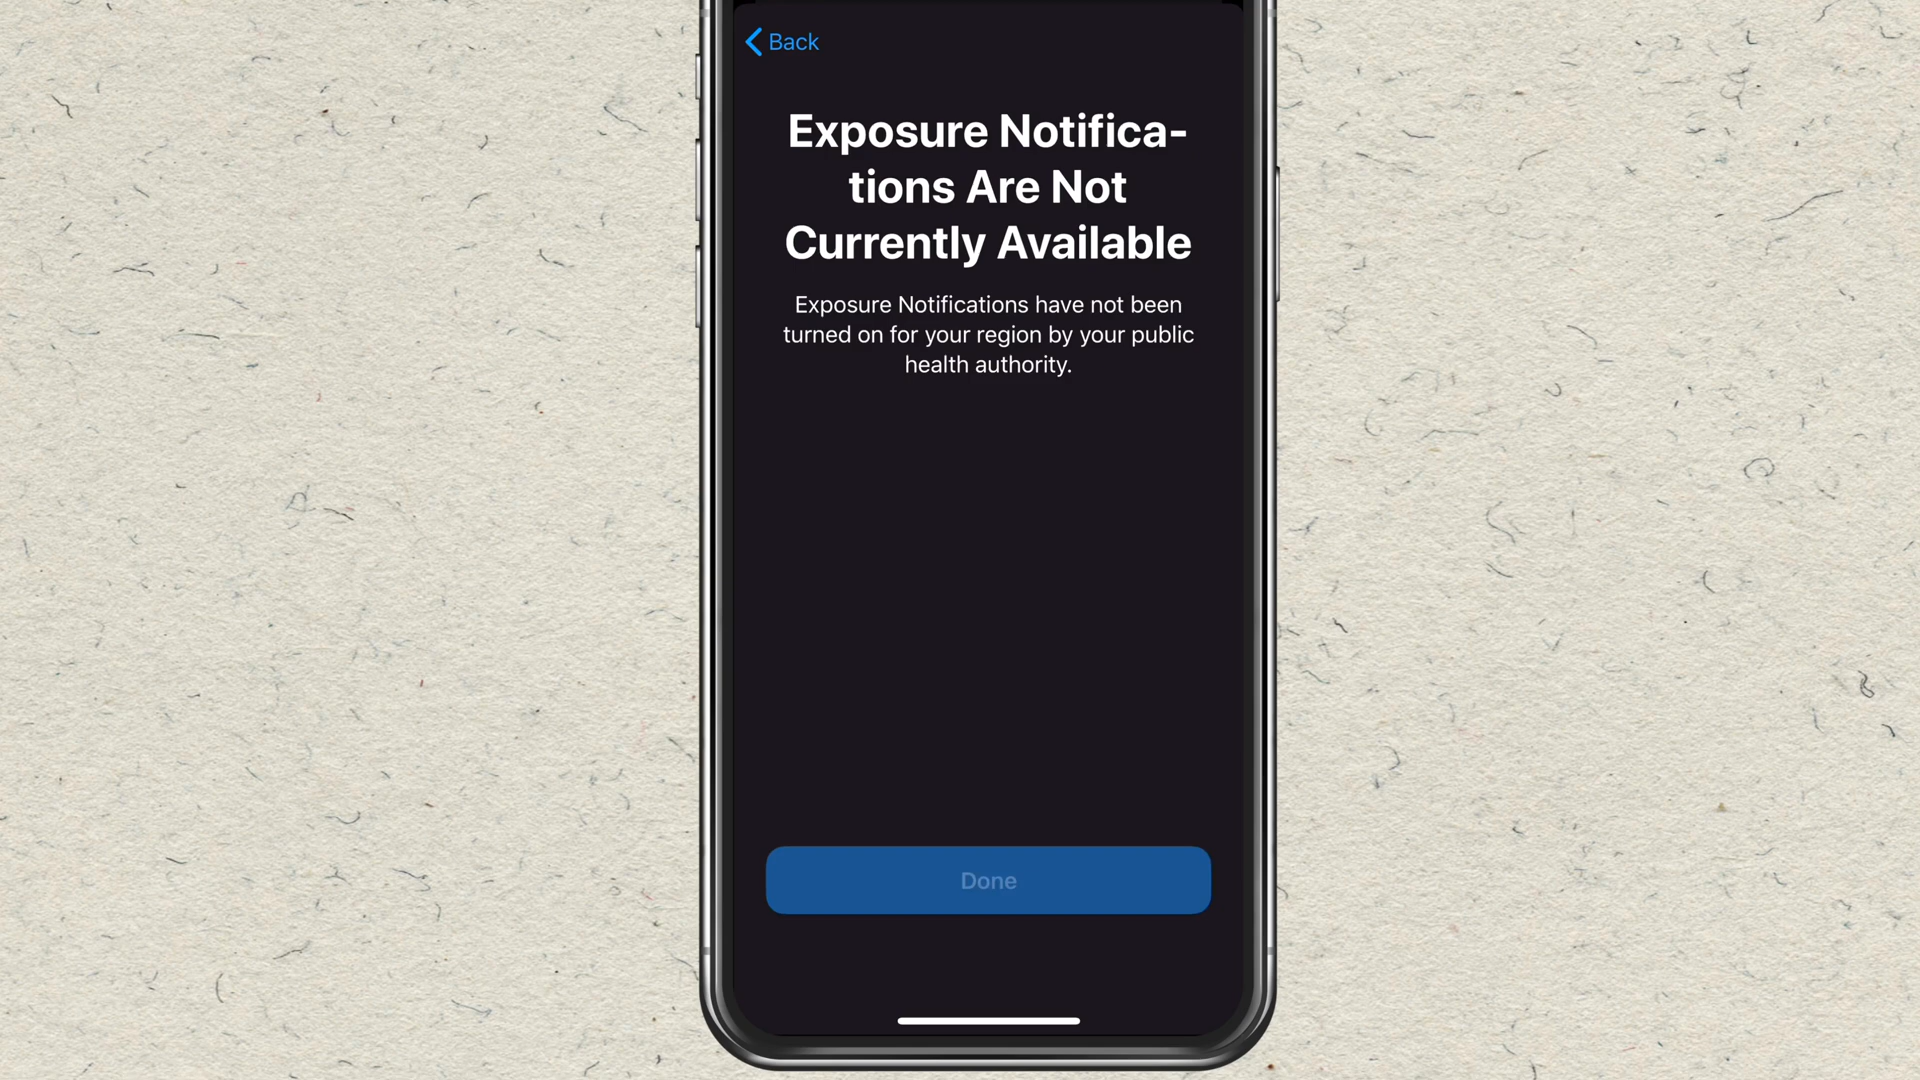 Back
Exposure Notifica-
tions Are Not
Currently Available
Exposure Notifications have not been
turned on for your region by your public
health authority.
Done